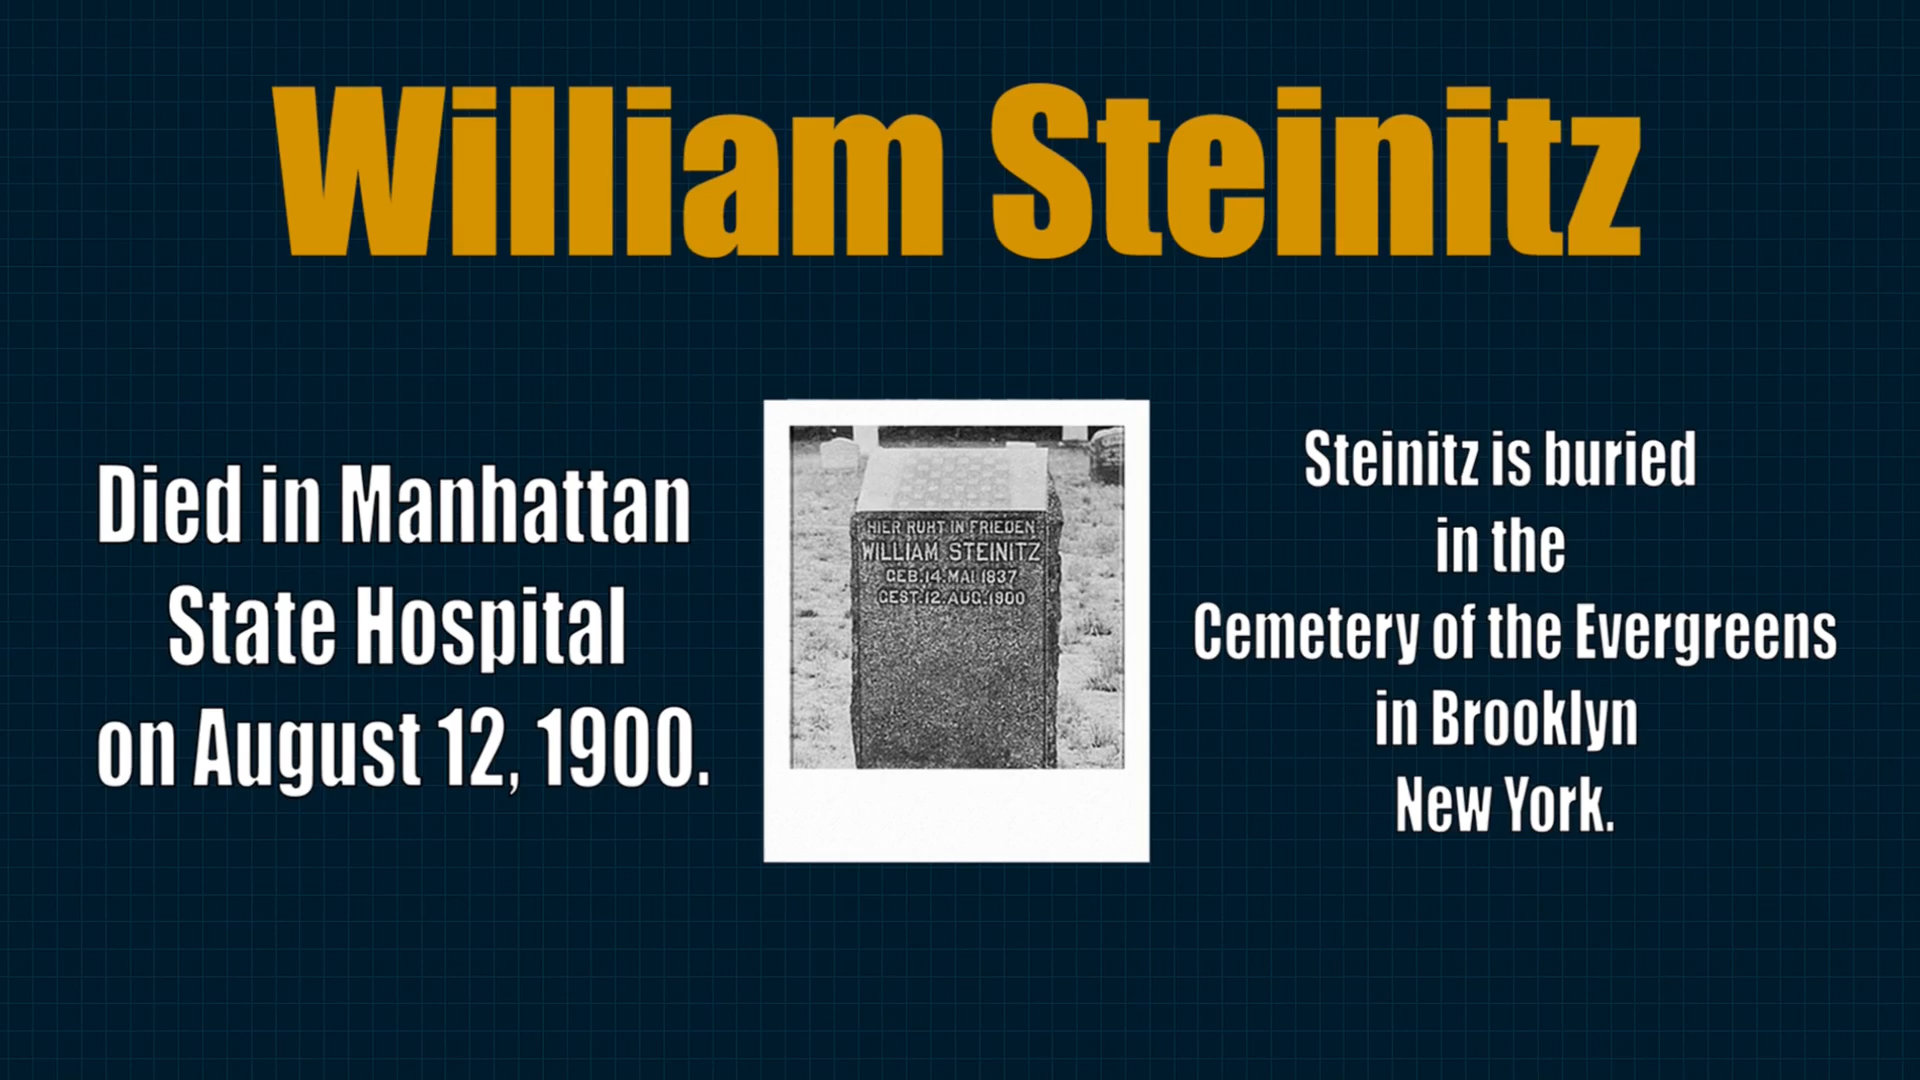 William Steinitz
Died in Manhattan
State Hospital
on August 12, 1900.
HIER RUHT IN FRIEDEN
WILLIAM STEINITZ
GEB.14.MAI 1837
GEST.12.AUG.1900
Steinitz is buried
in the
Cemetery of the Evergreens
in Brooklyn
New York.